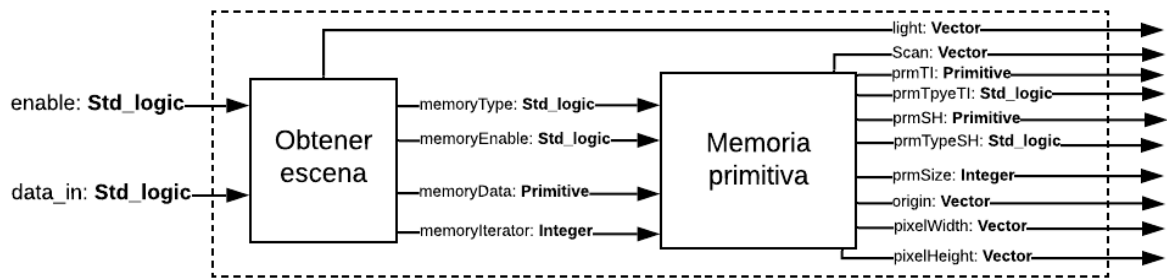 light: Vector
Scan: Vector
prmTI: Primitive
prmTpyeTI: Std_logic
prmSH: Primitive
prmTypeSH: Std_logic
prmSize: Integer
origin: Vector
pixelWidth: Vector
pixelHeight: Vector
enable: Std_logic
data_in: Std_logic
Obtener
escena
memoryType: Std_logic
memoryEnable: Std_logic
memoryData: Primitive
memoryIterator: Integer
Memoria
primitiva